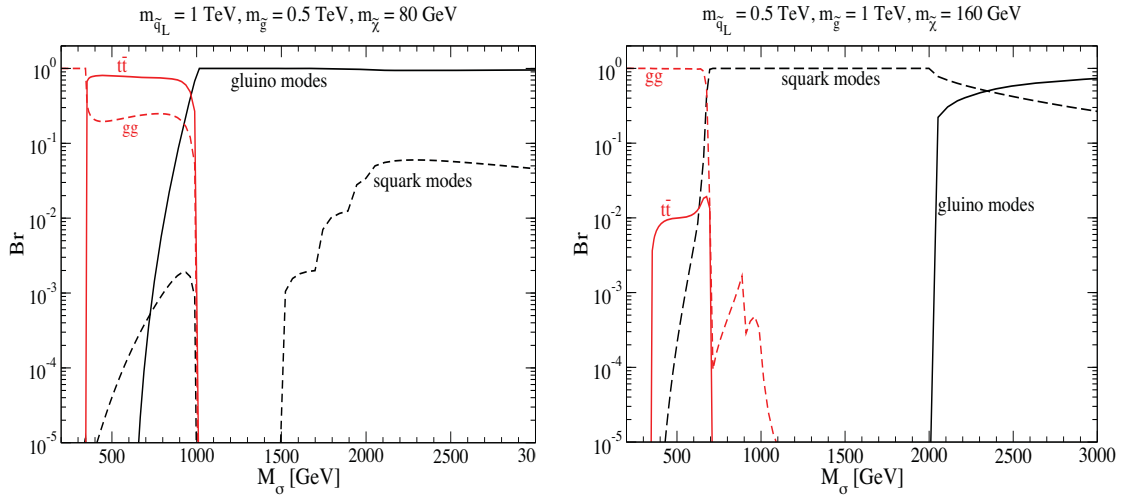 m_q̃_L = 1 TeV, m_g̃ = 0.5 TeV, m_χ̃ = 80 GeV
10^0
10^-1
10^-2
10^-3
10^-4
10^-5
Br
tt̄
gg
gluino modes
squark modes
500
1000
1500
2000
2500
3000
M_σ [GeV]
m_q̃_L = 0.5 TeV, m_g̃ = 1 TeV, m_χ̃ = 160 GeV
10^0
10^-1
10^-2
10^-3
10^-4
10^-5
Br
gg
tt̄
squark modes
gluino modes
500
1000
1500
2000
2500
3000
M_σ [GeV]